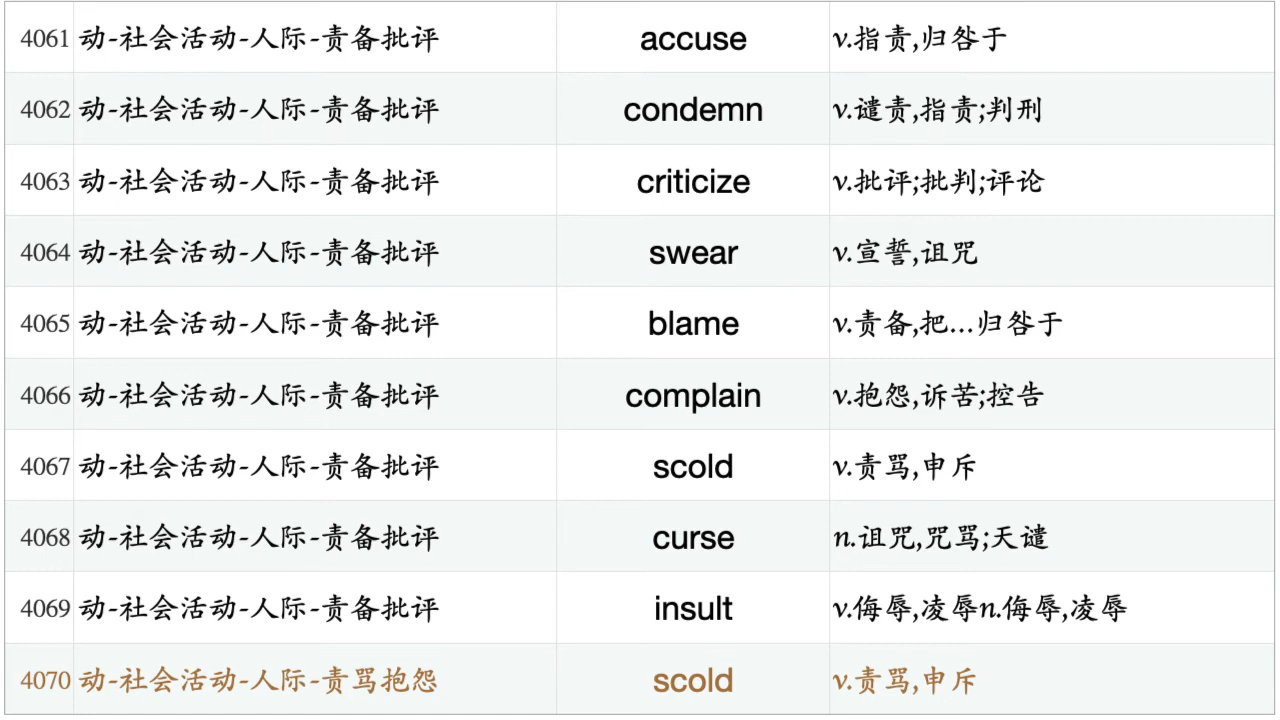 4061 动-社会活动-人际-责备批评 accuse v.指责,归咎于
4062 动-社会活动-人际-责备批评 condemn v.谴责,指责;判刑
4063 动-社会活动-人际-责备批评 criticize v.批评;批判;评论
4064 动-社会活动-人际-责备批评 swear v.宣誓,诅咒
4065 动-社会活动-人际-责备批评 blame v.责备,把…归咎于
4066 动-社会活动-人际-责备批评 complain v.抱怨,诉苦;控告
4067 动-社会活动-人际-责备批评 scold v.责骂,申斥
4068 动-社会活动-人际-责备批评 curse n.诅咒,咒骂;天谴
4069 动-社会活动-人际-责备批评 insult v.侮辱,凌辱n.侮辱,凌辱
4070 动-社会活动-人际-责骂抱怨 scold v.责骂,申斥